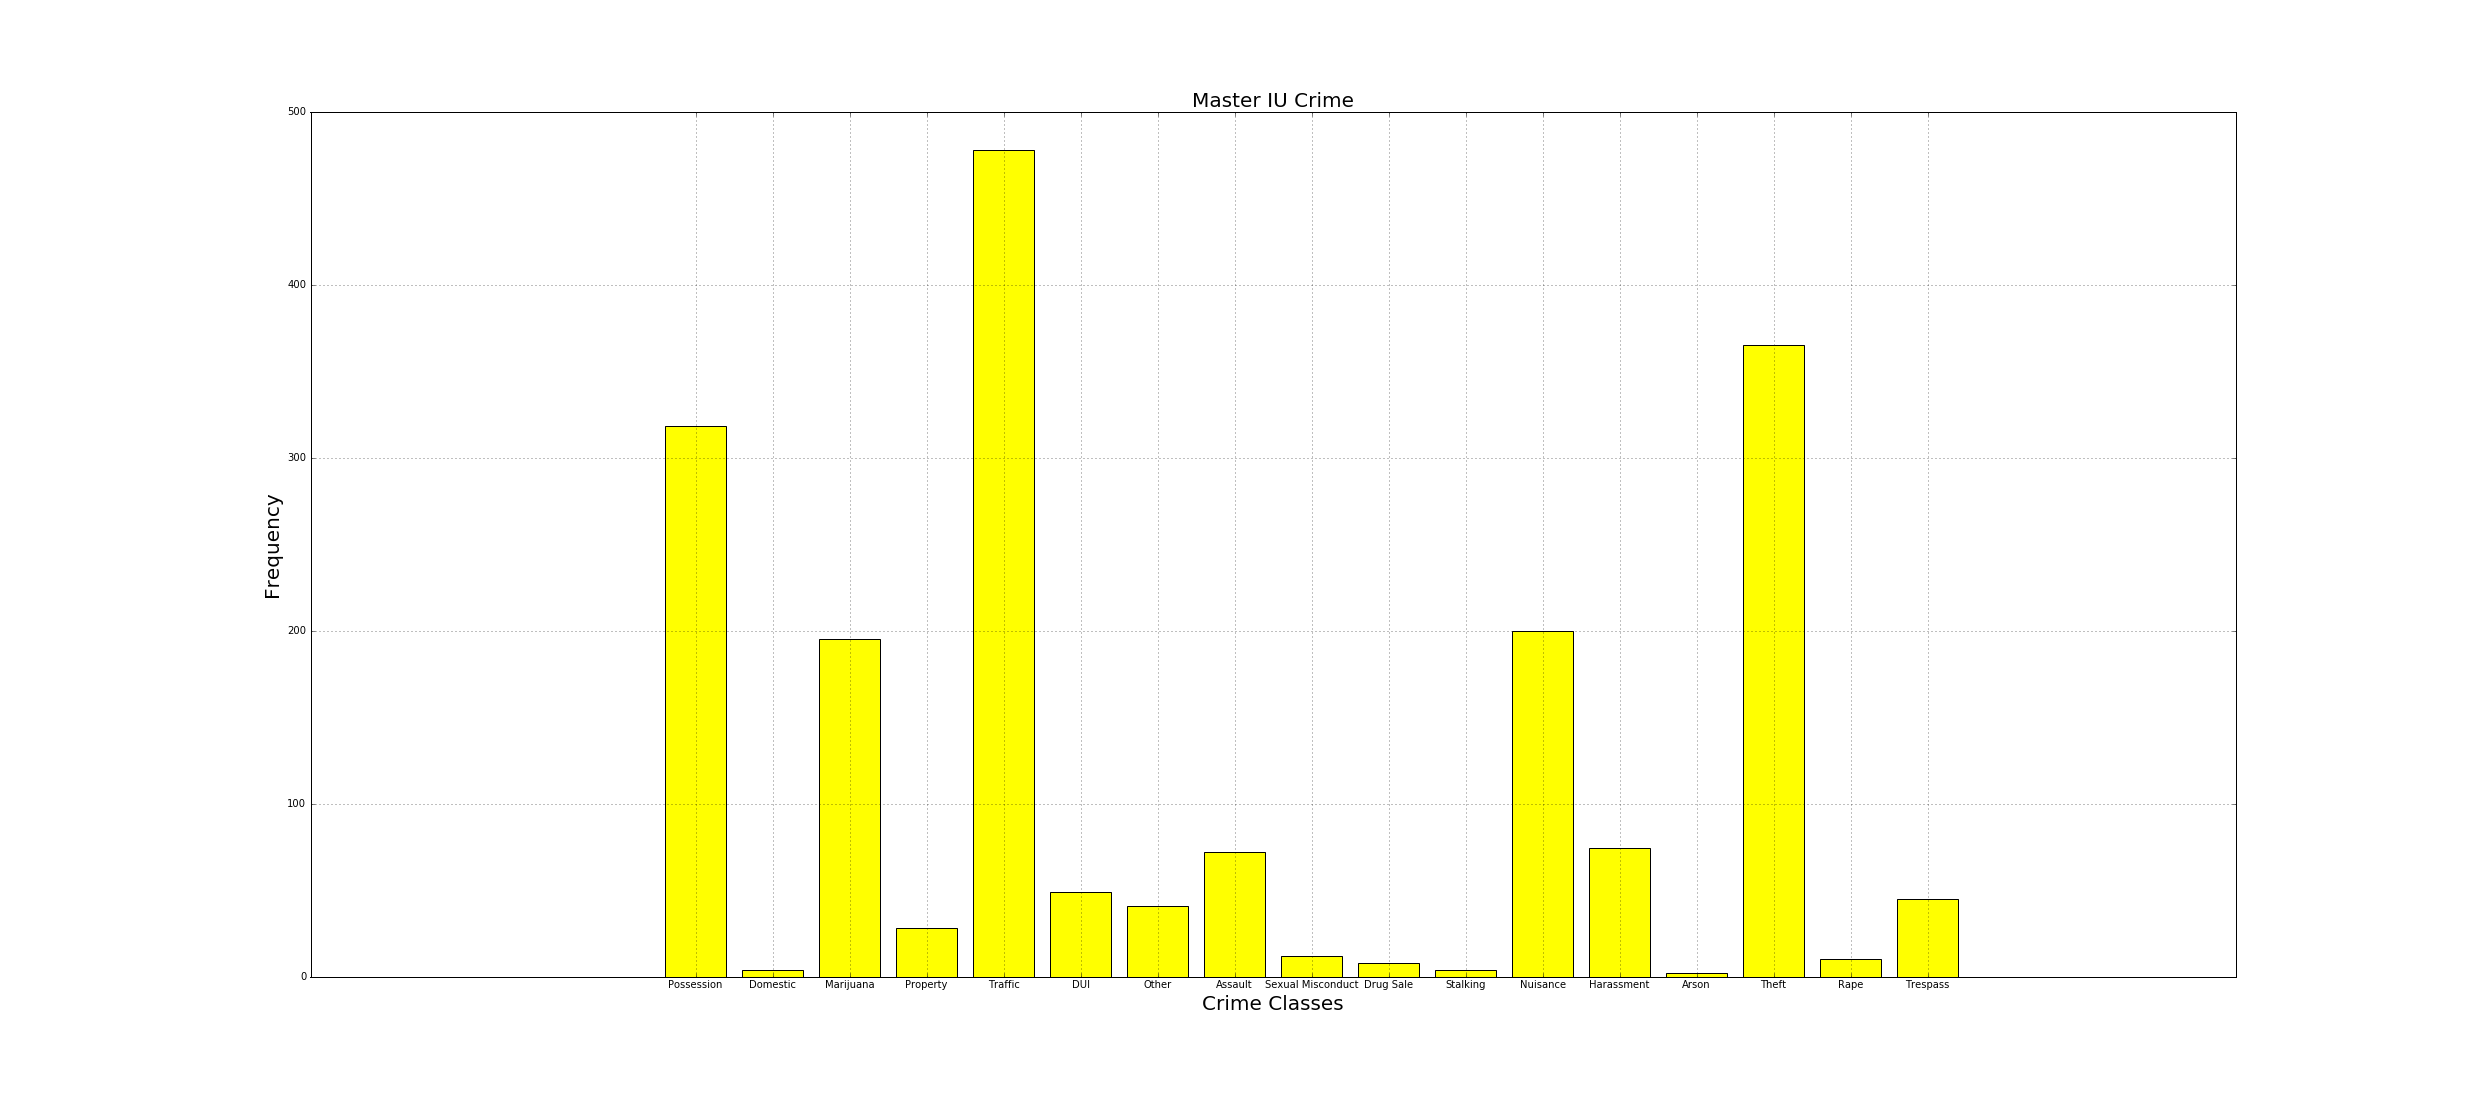 Master IU Crime
500
400
300
200
100
0
Frequency
Possession Domestic Marijuana Property Traffic DUI Other Assault Sexual Misconduct Drug Sale Stalking Nuisance Harassment Arson Theft Rape Trespass
Crime Classes